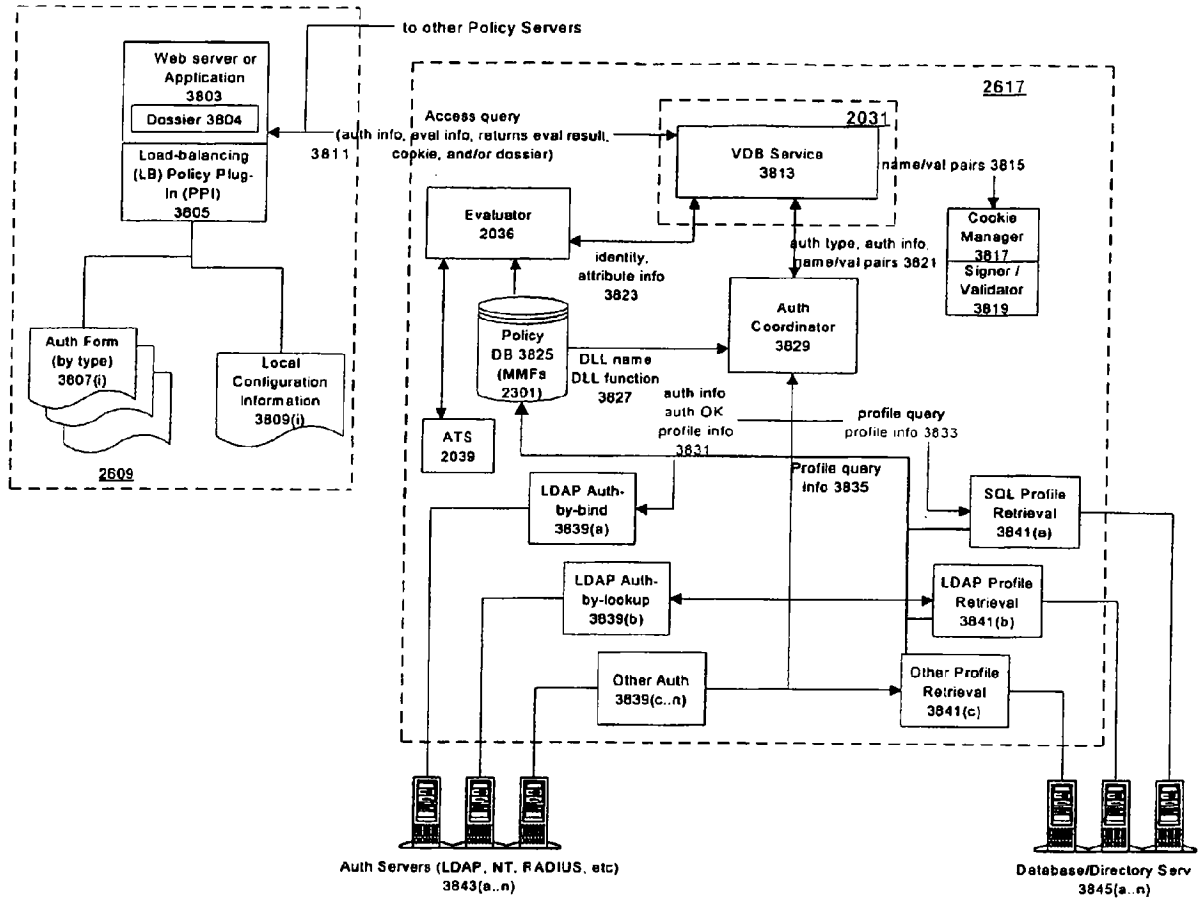 to other Policy Servers
Web server or
Application
3803
Dossier 3804
Load-balancing
(LB) Policy Plug-
In (PPI)
3805
Auth Form
(by type)
3807(i)
Local
Configuration
Information
3809(i)
2609
2617
Access query
(auth info, eval info, returns eval result,
cookie, and/or dossier)
3811
2031
VDB Service
3813
name/val pairs 3815
Cookie
Manager
3817
Signer /
Validator
3819
Evaluator
2036
identity,
attribute info
3823
auth type, auth info,
name/val pairs 3821
Auth
Coordinator
3829
Policy
DB 3825
(MMFs
2301)
DLL name
DLL function
3827
ATS
2039
auth info
auth OK
profile info
3831
profile query
profile info 3833
Profile query
info 3835
LDAP Auth-
by-bind
3839(a)
SQL Profile
Retrieval
3841(a)
LDAP Auth-
by-lookup
3839(b)
LDAP Profile
Retrieval
3841(b)
Other Auth
3839(c..n)
Other Profile
Retrieval
3841(c)
Auth Servers (LDAP, NT, RADIUS, etc)
3843(a..n)
Database/Directory Serv
3845(a..n)